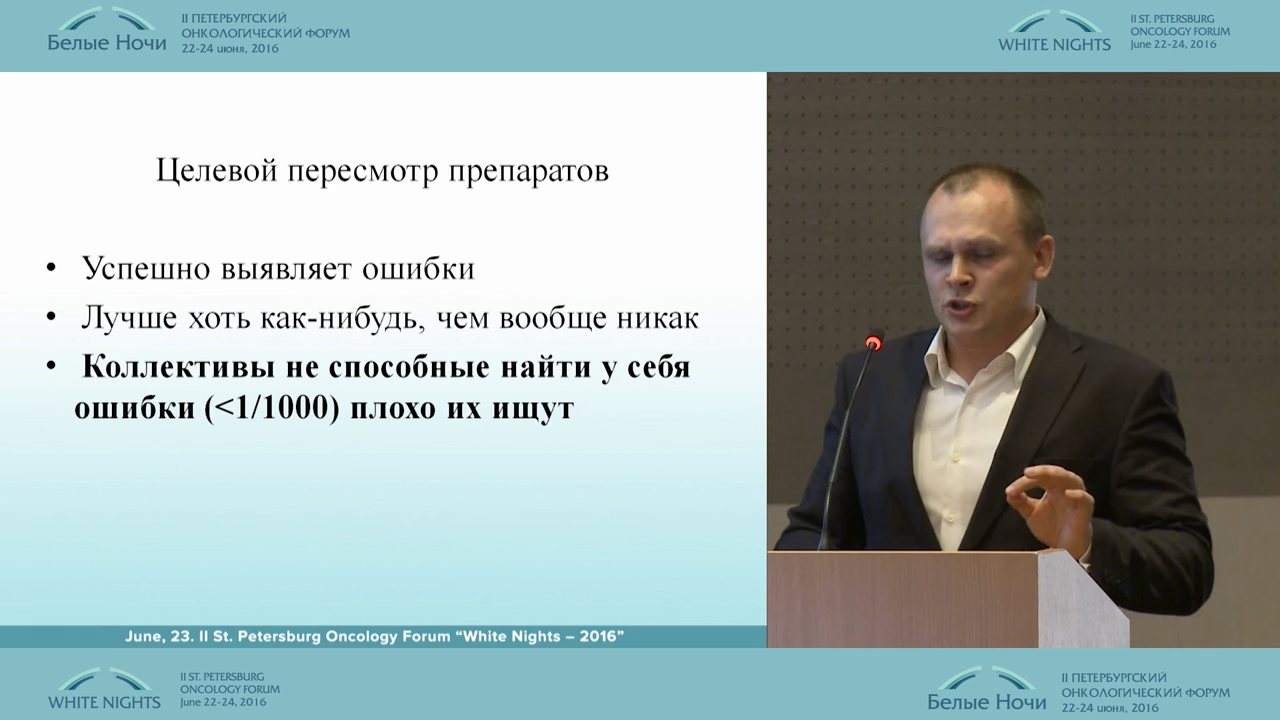 Белые Ночи
II ПЕТЕРБУРГСКИЙ
ОНКОЛОГИЧЕСКИЙ ФОРУМ
22-24 июня, 2016
WHITE NIGHTS
II ST. PETERSBURG
ONCOLOGY FORUM
June 22-24, 2016
Целевой пересмотр препаратов
• Успешно выявляет ошибки
• Лучше хоть как-нибудь, чем вообще никак
• Коллективы не способные найти у себя
ошибки (<1/1000) плохо их ищут
June, 23. II St. Petersburg Oncology Forum “White Nights – 2016”
WHITE NIGHTS
II ST. PETERSBURG
ONCOLOGY FORUM
June 22-24, 2016
Белые Ночи
II ПЕТЕРБУРГСКИЙ
ОНКОЛОГИЧЕСКИЙ ФОРУМ
22-24 июня, 2016